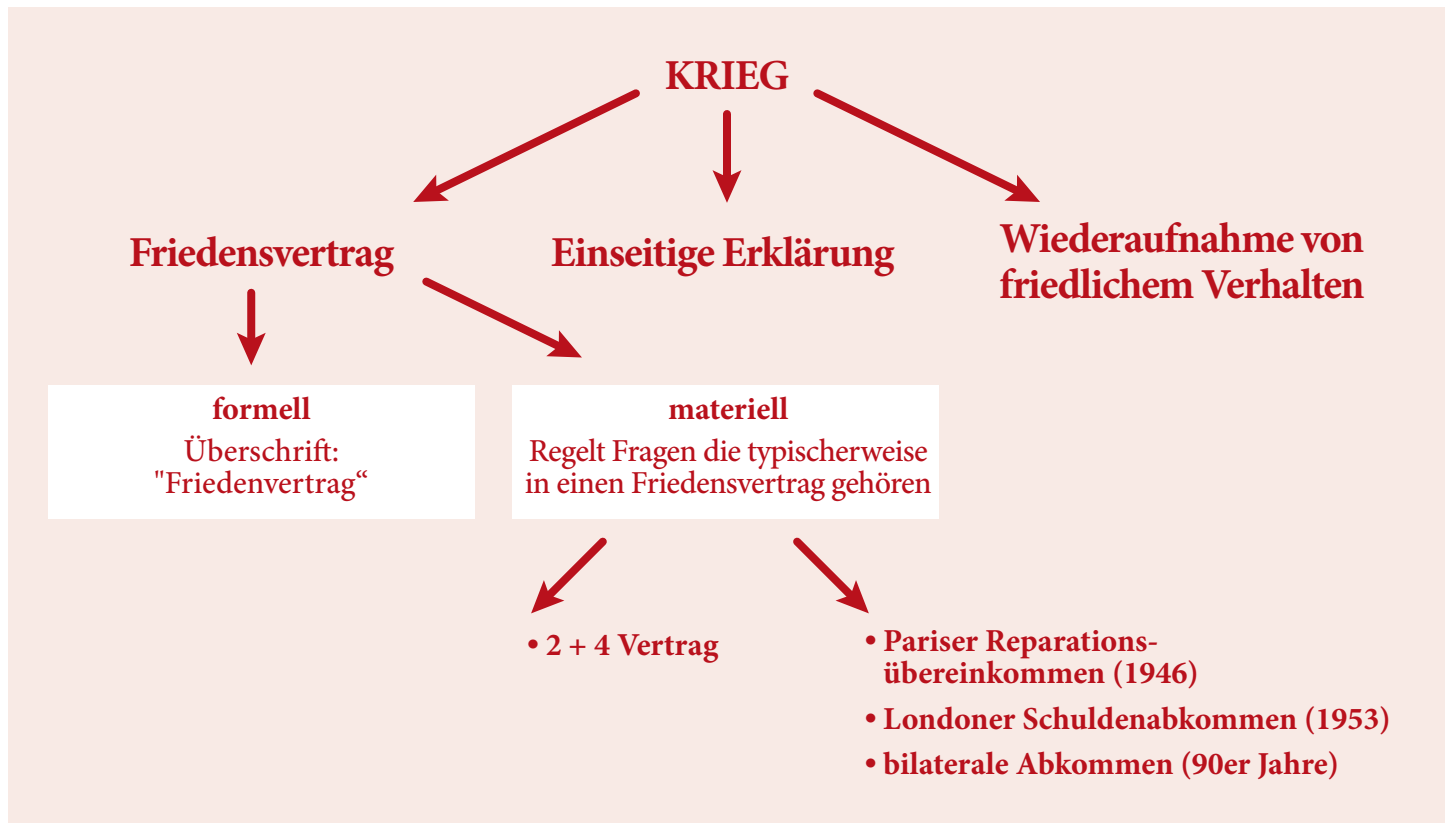 KRIEG
Friedensvertrag
Einseitige Erklärung
Wiederaufnahme von
friedlichem Verhalten
formell
Überschrift:
"Friedenvertrag“
materiell
Regelt Fragen die typischerweise
in einen Friedensvertrag gehören
• 2 + 4 Vertrag
• Pariser Reparations-
übereinkommen (1946)
• Londoner Schuldenabkommen (1953)
• bilaterale Abkommen (90er Jahre)